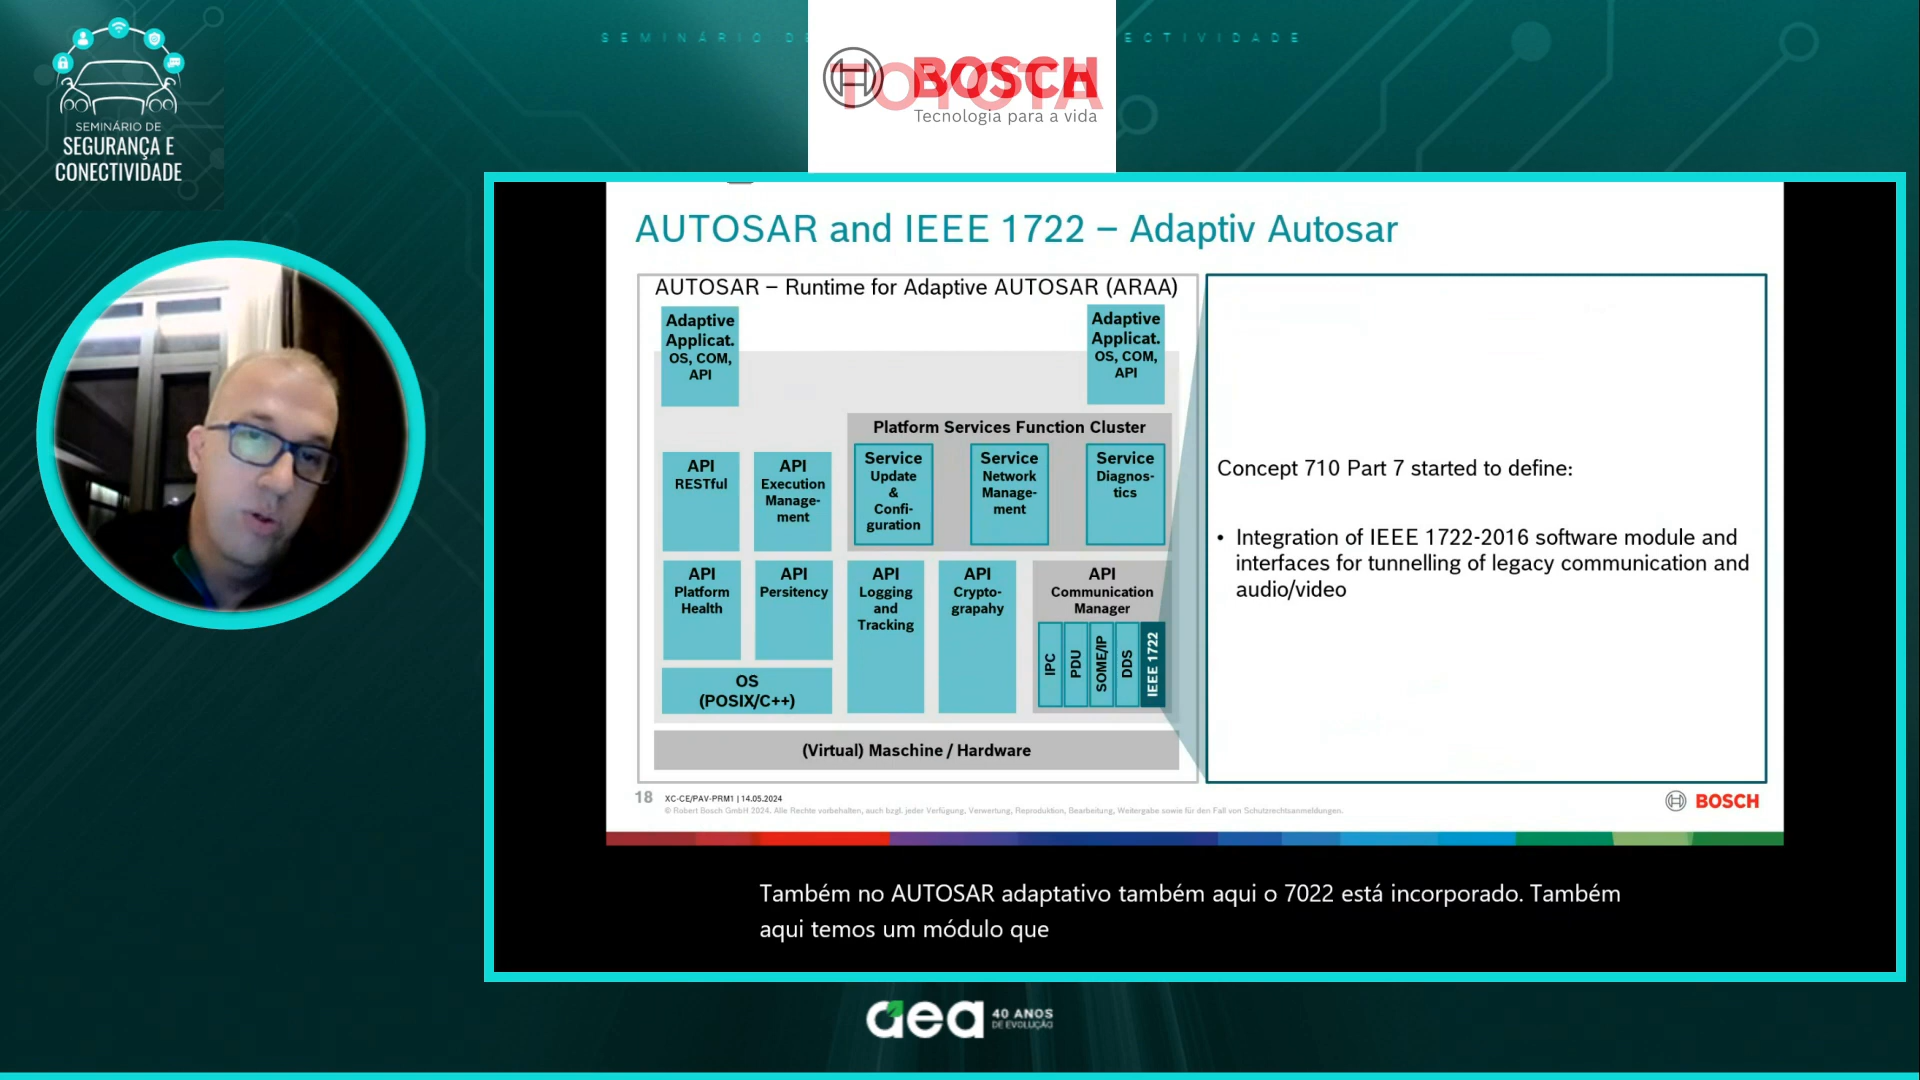 SEMINÁRIO DE
ECTIVIDADE
SEMINÁRIO DE
SEGURANÇA E
CONECTIVIDADE
TOYOTA
BOSCH
Tecnologia para a vida
AUTOSAR and IEEE 1722 – Adaptiv Autosar
AUTOSAR – Runtime for Adaptive AUTOSAR (ARAA)
Adaptive
Applicat.
OS, COM,
API
Adaptive
Applicat.
OS, COM,
API
Platform Services Function Cluster
API
RESTful
API
Execution
Manage-
ment
Service
Update
&
Confi-
guration
Service
Network
Manage-
ment
Service
Diagnos-
tics
API
Platform
Health
API
Persitency
API
Logging
and
Tracking
API
Crypto-
grapahy
API
Communication
Manager
IPC
PDU
SOME/IP
DDS
IEEE 1722
OS
(POSIX/C++)
(Virtual) Maschine / Hardware
Concept 710 Part 7 started to define:
• Integration of IEEE 1722-2016 software module and
interfaces for tunnelling of legacy communication and
audio/video
18 XC-CE/PAV-PRM1 | 14.05.2024
© Robert Bosch GmbH 2024. Alle Rechte vorbehalten, auch bzgl. jeder Verfügung, Verwertung, Reproduktion, Bearbeitung, Weitergabe sowie für den Fall von Schutzrechtsanmeldungen.
BOSCH
Também no AUTOSAR adaptativo também aqui o 7022 está incorporado. Também
aqui temos um módulo que
aea 40 ANOS
DE EVOLUÇÃO